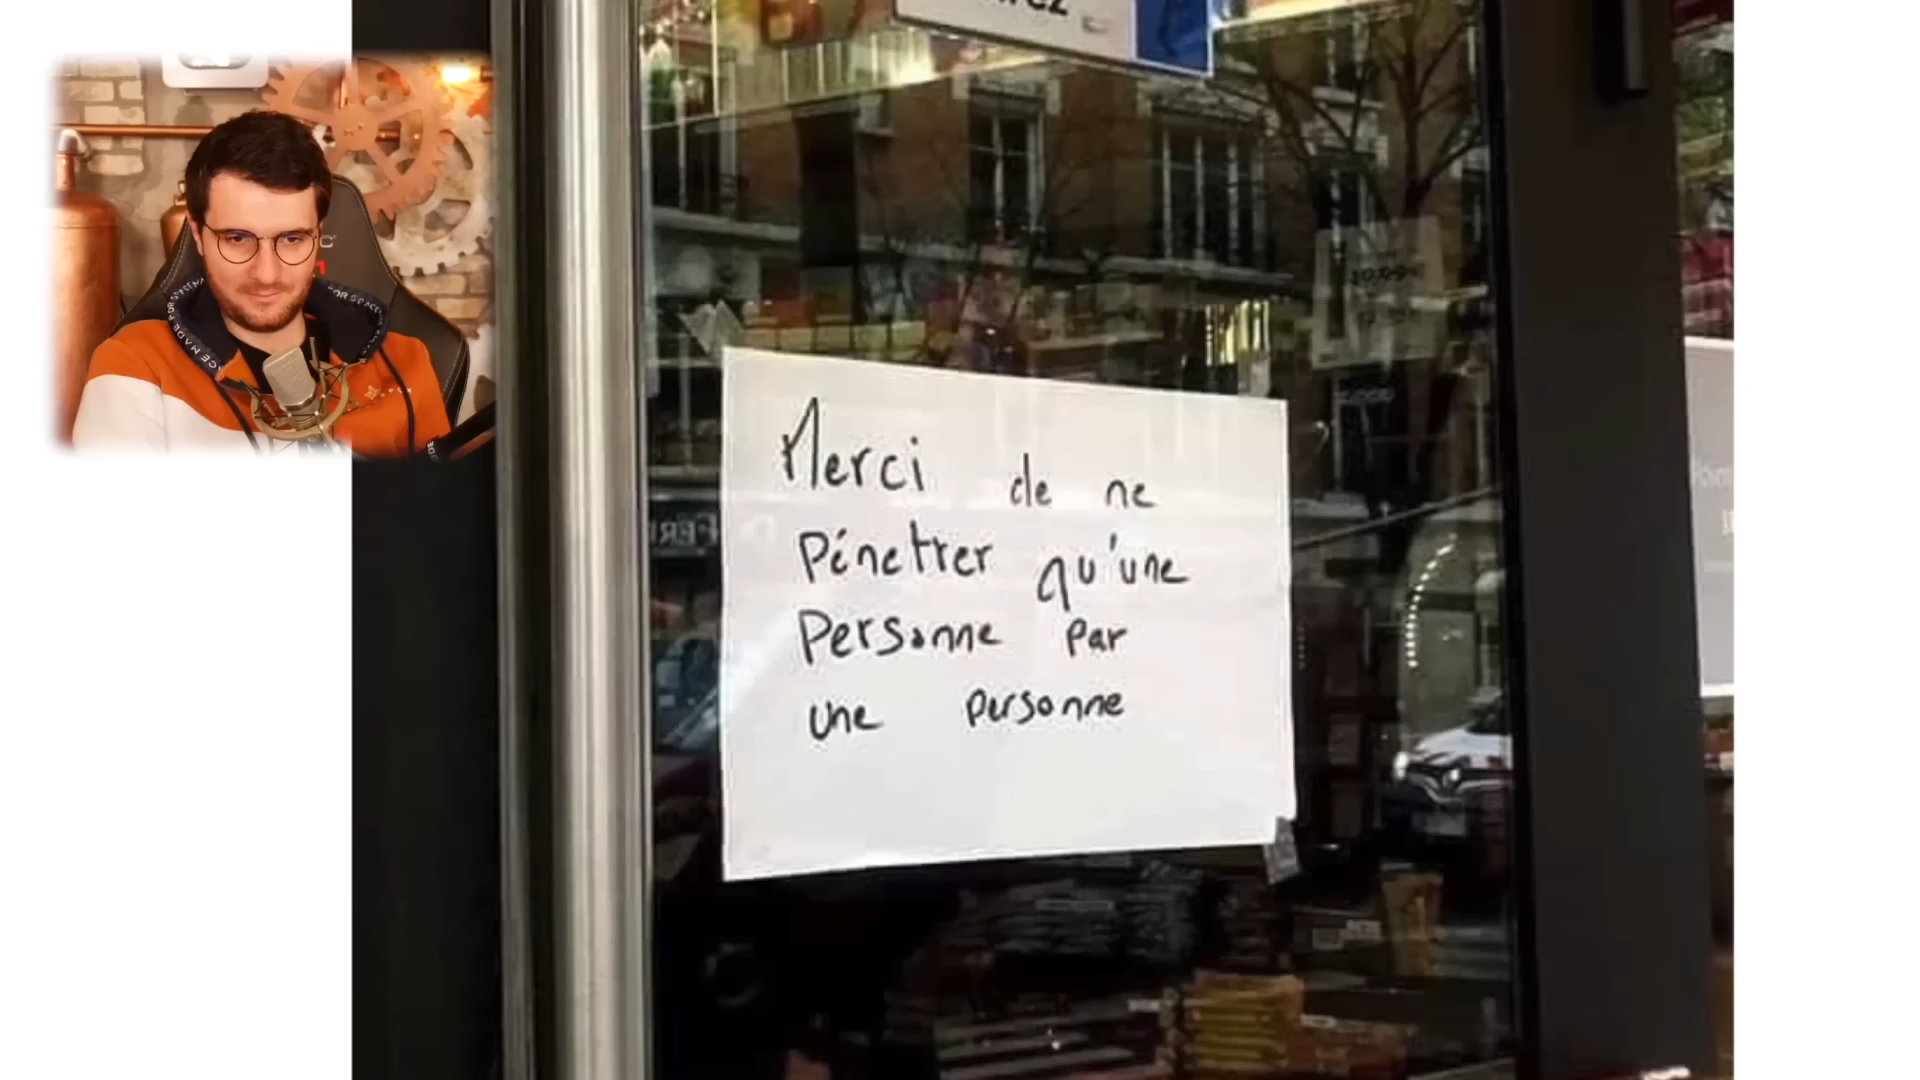 Merci de ne
Pénetrer qu'une
Personne par
une personne